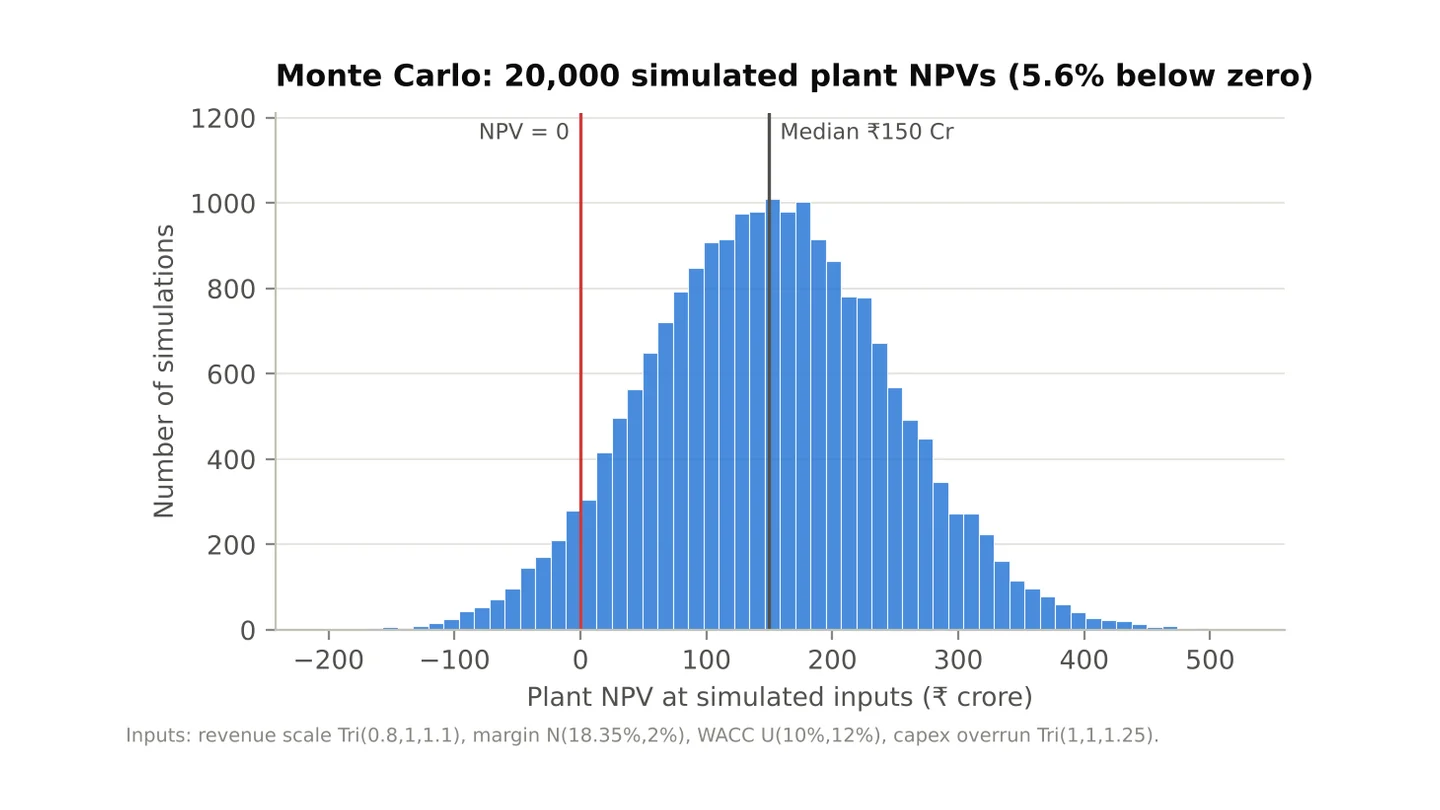 Monte Carlo: 20,000 simulated plant NPVs (5.6% below zero)
NPV = 0
Median ₹150 Cr
1200
1000
800
600
400
200
0
Number of simulations
−200
−100
0
100
200
300
400
500
Plant NPV at simulated inputs (₹ crore)
Inputs: revenue scale Tri(0.8,1,1.1), margin N(18.35%,2%), WACC U(10%,12%), capex overrun Tri(1,1,1.25).